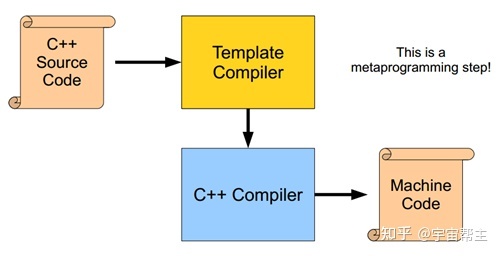 C++
Source
Code
Template
Compiler
This is a
metaprogramming step!
C++ Compiler
Machine
Code
知乎 @宇宙帮主